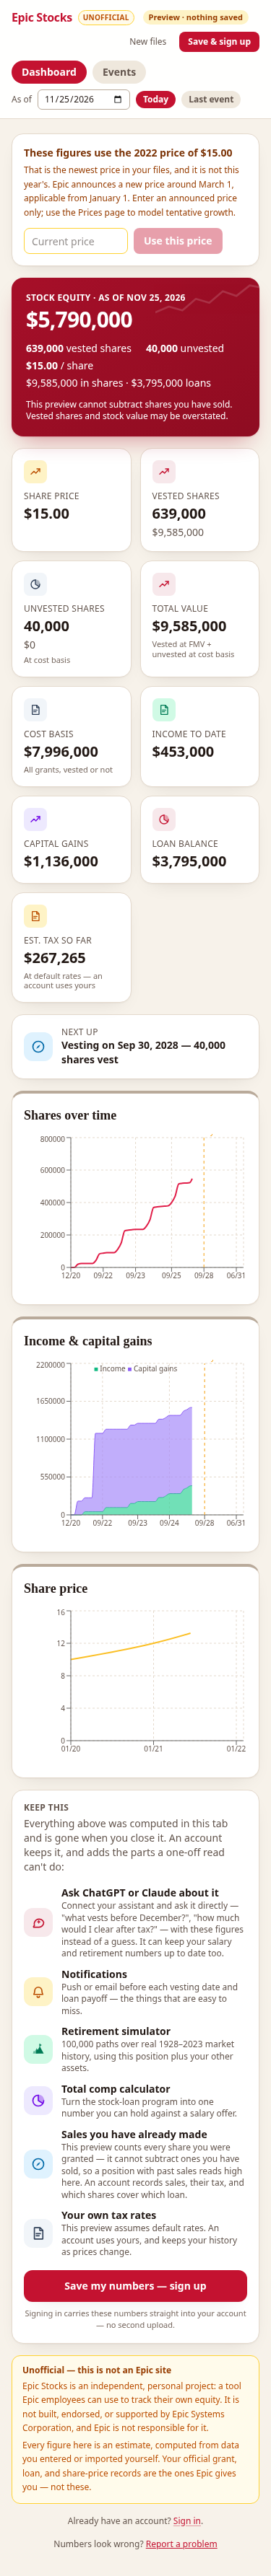 Epic Stocks UNOFFICIAL Preview · nothing saved
New files Save & sign up
Dashboard Events
As of 11/25/2026 Today Last event
These figures use the 2022 price of $15.00
That is the newest price in your files, and it is not this
year's. Epic announces a new price around March 1,
applicable from January 1. Enter an announced price
only; use the Prices page to model tentative growth.
Current price Use this price
STOCK EQUITY · AS OF NOV 25, 2026
$5,790,000
639,000 vested shares 40,000 unvested
$15.00 / share
$9,585,000 in shares · $3,795,000 loans
This preview cannot subtract shares you have sold.
Vested shares and stock value may be overstated.
SHARE PRICE
$15.00
VESTED SHARES
639,000
$9,585,000
UNVESTED SHARES
40,000
$0
At cost basis
TOTAL VALUE
$9,585,000
Vested at FMV +
unvested at cost basis
COST BASIS
$7,996,000
All grants, vested or not
INCOME TO DATE
$453,000
CAPITAL GAINS
$1,136,000
LOAN BALANCE
$3,795,000
EST. TAX SO FAR
$267,265
At default rates — an
account uses yours
NEXT UP
Vesting on Sep 30, 2028 — 40,000
shares vest
Shares over time
800000
600000
400000
200000
0
12/20 09/22 09/23 09/25 09/28 06/31
Income & capital gains
2200000
Income Capital gains
1650000
1100000
550000
0
12/20 09/22 09/23 09/24 09/28 06/31
Share price
16
12
8
4
0
01/20 01/21 01/22
KEEP THIS
Everything above was computed in this tab
and is gone when you close it. An account
keeps it, and adds the parts a one-off read
can't do:
Ask ChatGPT or Claude about it
Connect your assistant and ask it directly —
"what vests before December?", "how much
would I clear after tax?" — with these figures
instead of a guess. It can keep your salary
and retirement numbers up to date too.
Notifications
Push or email before each vesting date and
loan payoff — the things that are easy to
miss.
Retirement simulator
100,000 paths over real 1928–2023 market
history, using this position plus your other
assets.
Total comp calculator
Turn the stock-loan program into one
number you can hold against a salary offer.
Sales you have already made
This preview counts every share you were
granted — it cannot subtract ones you have
sold, so a position with past sales reads high
here. An account records sales, their tax, and
which shares cover which loan.
Your own tax rates
This preview assumes default rates. An
account uses yours, and keeps your history
as prices change.
Save my numbers — sign up
Signing in carries these numbers straight into your account
— no second upload.
Unofficial — this is not an Epic site
Epic Stocks is an independent, personal project: a tool
Epic employees can use to track their own equity. It is
not built, endorsed, or supported by Epic Systems
Corporation, and Epic is not responsible for it.
Every figure here is an estimate, computed from data
you entered or imported yourself. Your official grant,
loan, and share-price records are the ones Epic gives
you — not these.
Already have an account? Sign in.
Numbers look wrong? Report a problem